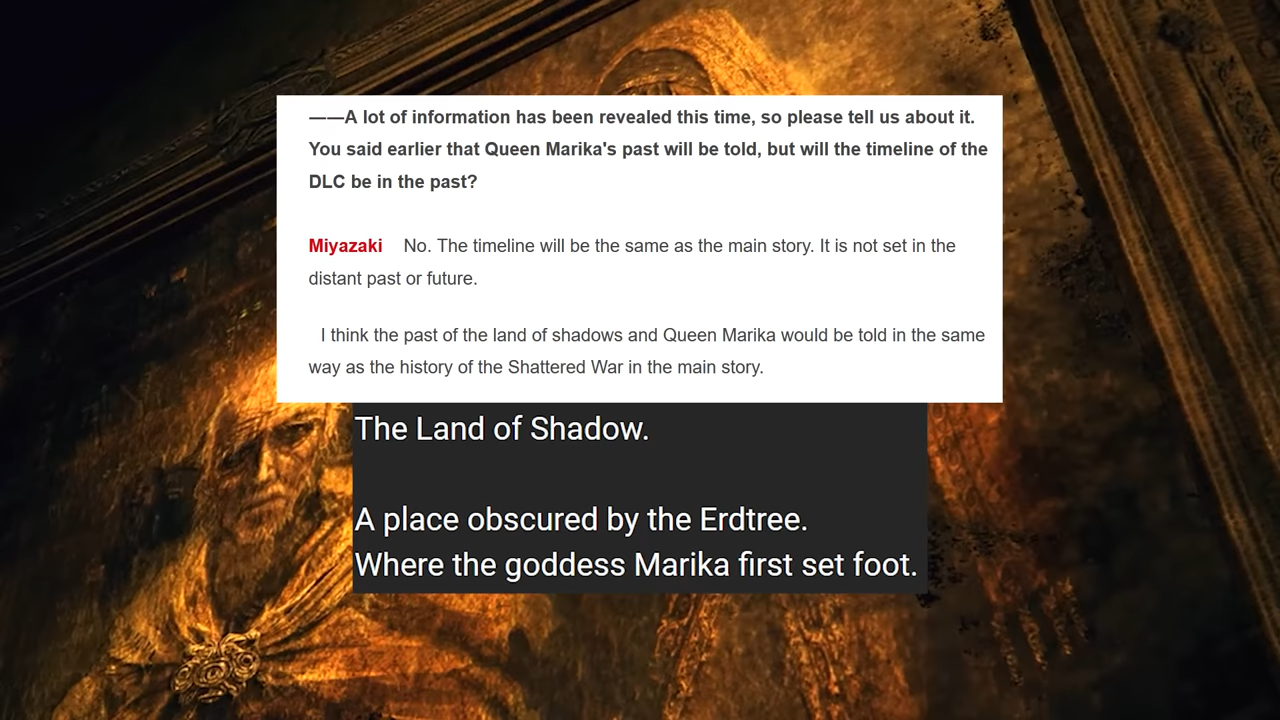 ——A lot of information has been revealed this time, so please tell us about it.
You said earlier that Queen Marika's past will be told, but will the timeline of the
DLC be in the past?
Miyazaki No. The timeline will be the same as the main story. It is not set in the
distant past or future.
I think the past of the land of shadows and Queen Marika would be told in the same
way as the history of the Shattered War in the main story.
The Land of Shadow.
A place obscured by the Erdtree.
Where the goddess Marika first set foot.